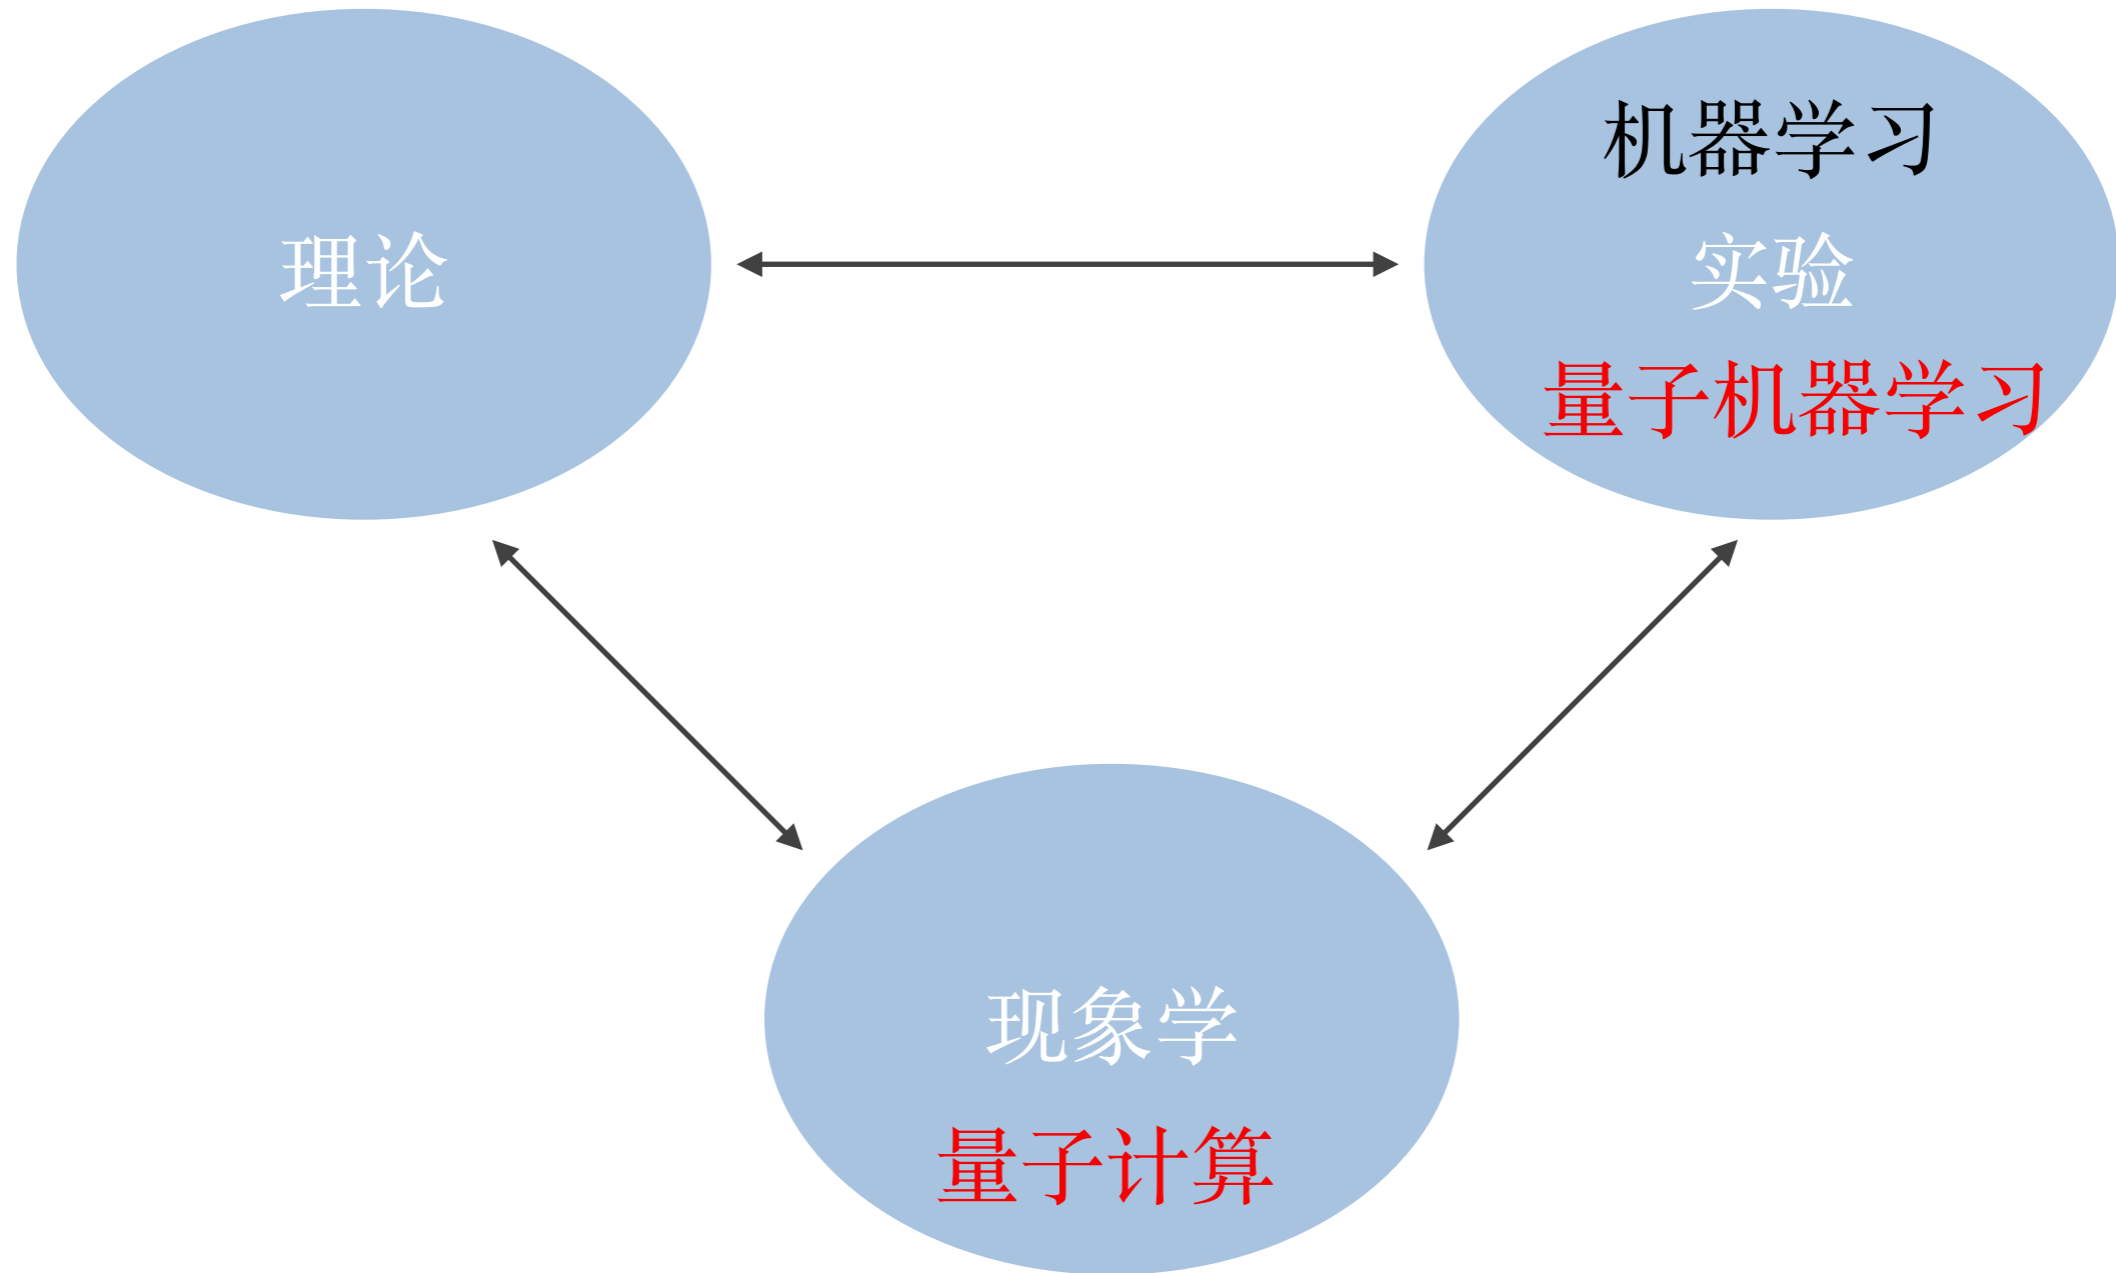 理论
机器学习
实验
量子机器学习
现象学
量子计算